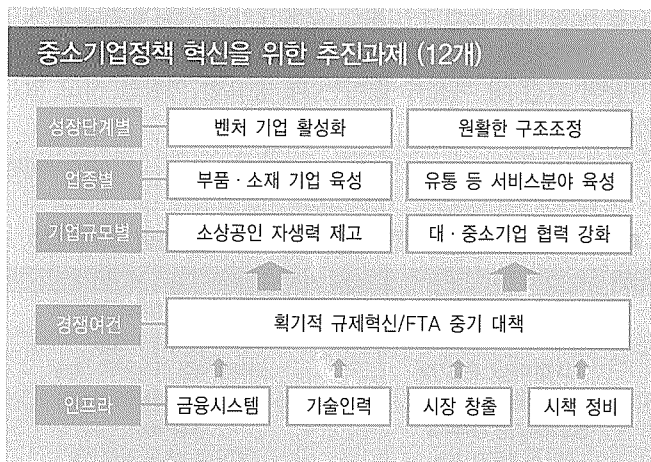 중소기업정책 혁신을 위한 추진과제 (12개)
성장단계별 벤처 기업 활성화 원활한 구조조정
업종별 부품·소재 기업 육성 유통 등 서비스분야 육성
기업규모별 소상공인 자생력 제고 대·중소기업 협력 강화
경쟁여건 획기적 규제혁신/FTA 중기 대책
인프라 금융시스템 기술인력 시장 창출 시책 정비